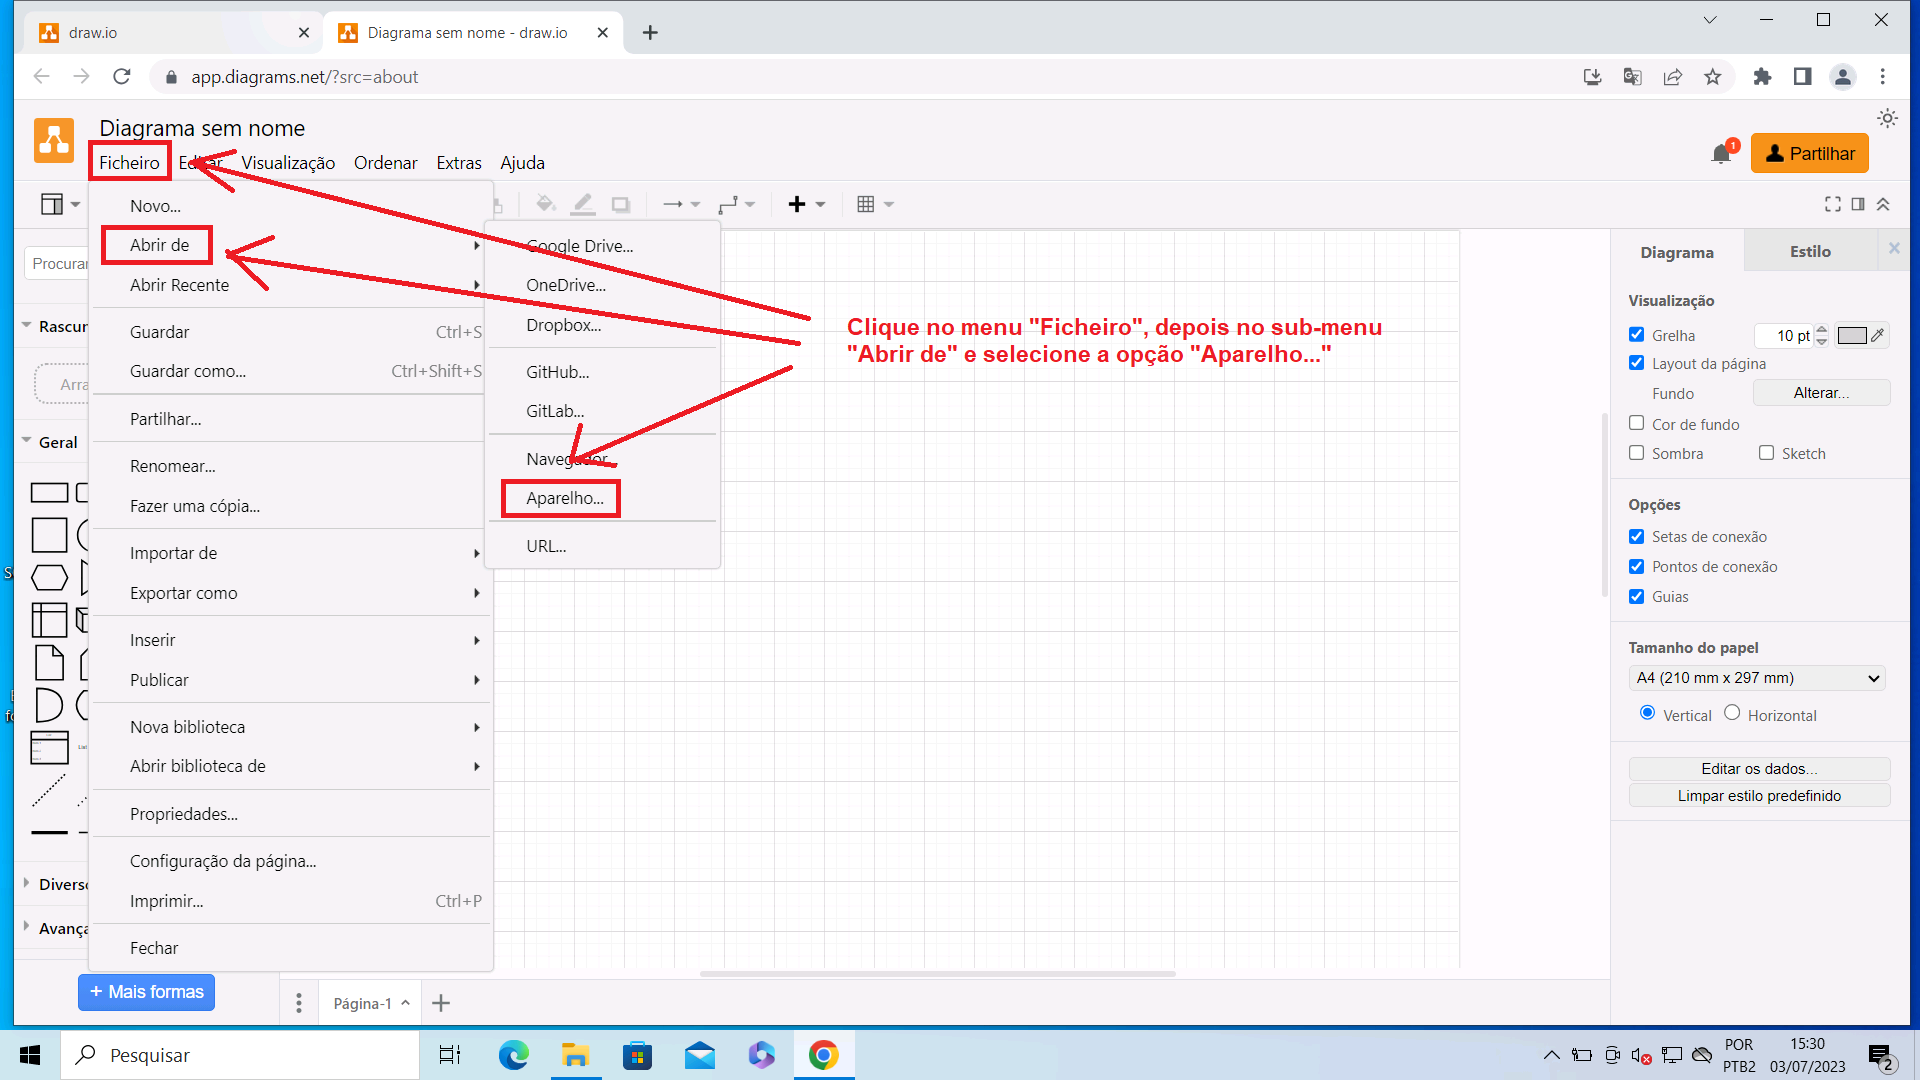 draw.io
Diagrama sem nome - draw.io
app.diagrams.net/?src=about
Diagrama sem nome
Ficheiro Editar Visualização Ordenar Extras Ajuda
1
Partilhar
Novo...
Abrir de
Abrir Recente
Guardar Ctrl+S
Guardar como... Ctrl+Shift+S
Partilhar...
Renomear...
Fazer uma cópia...
Importar de
Exportar como
Inserir
Publicar
Nova biblioteca
Abrir biblioteca de
Propriedades...
Configuração da página...
Imprimir... Ctrl+P
Fechar
Google Drive...
OneDrive...
Dropbox...
GitHub...
GitLab...
Navegador...
Aparelho...
URL...
Clique no menu "Ficheiro", depois no sub-menu
"Abrir de" e selecione a opção "Aparelho..."
Procurar
Rascun
Arra
Geral
Diverso
Avança
+ Mais formas
Página-1
Diagrama
Estilo
Visualização
Grelha 10 pt
Layout da página
Fundo Alterar...
Cor de fundo
Sombra Sketch
Opções
Setas de conexão
Pontos de conexão
Guias
Tamanho do papel
A4 (210 mm x 297 mm)
Vertical Horizontal
Editar os dados...
Limpar estilo predefinido
Pesquisar
POR
PTB2
15:30
03/07/2023
2